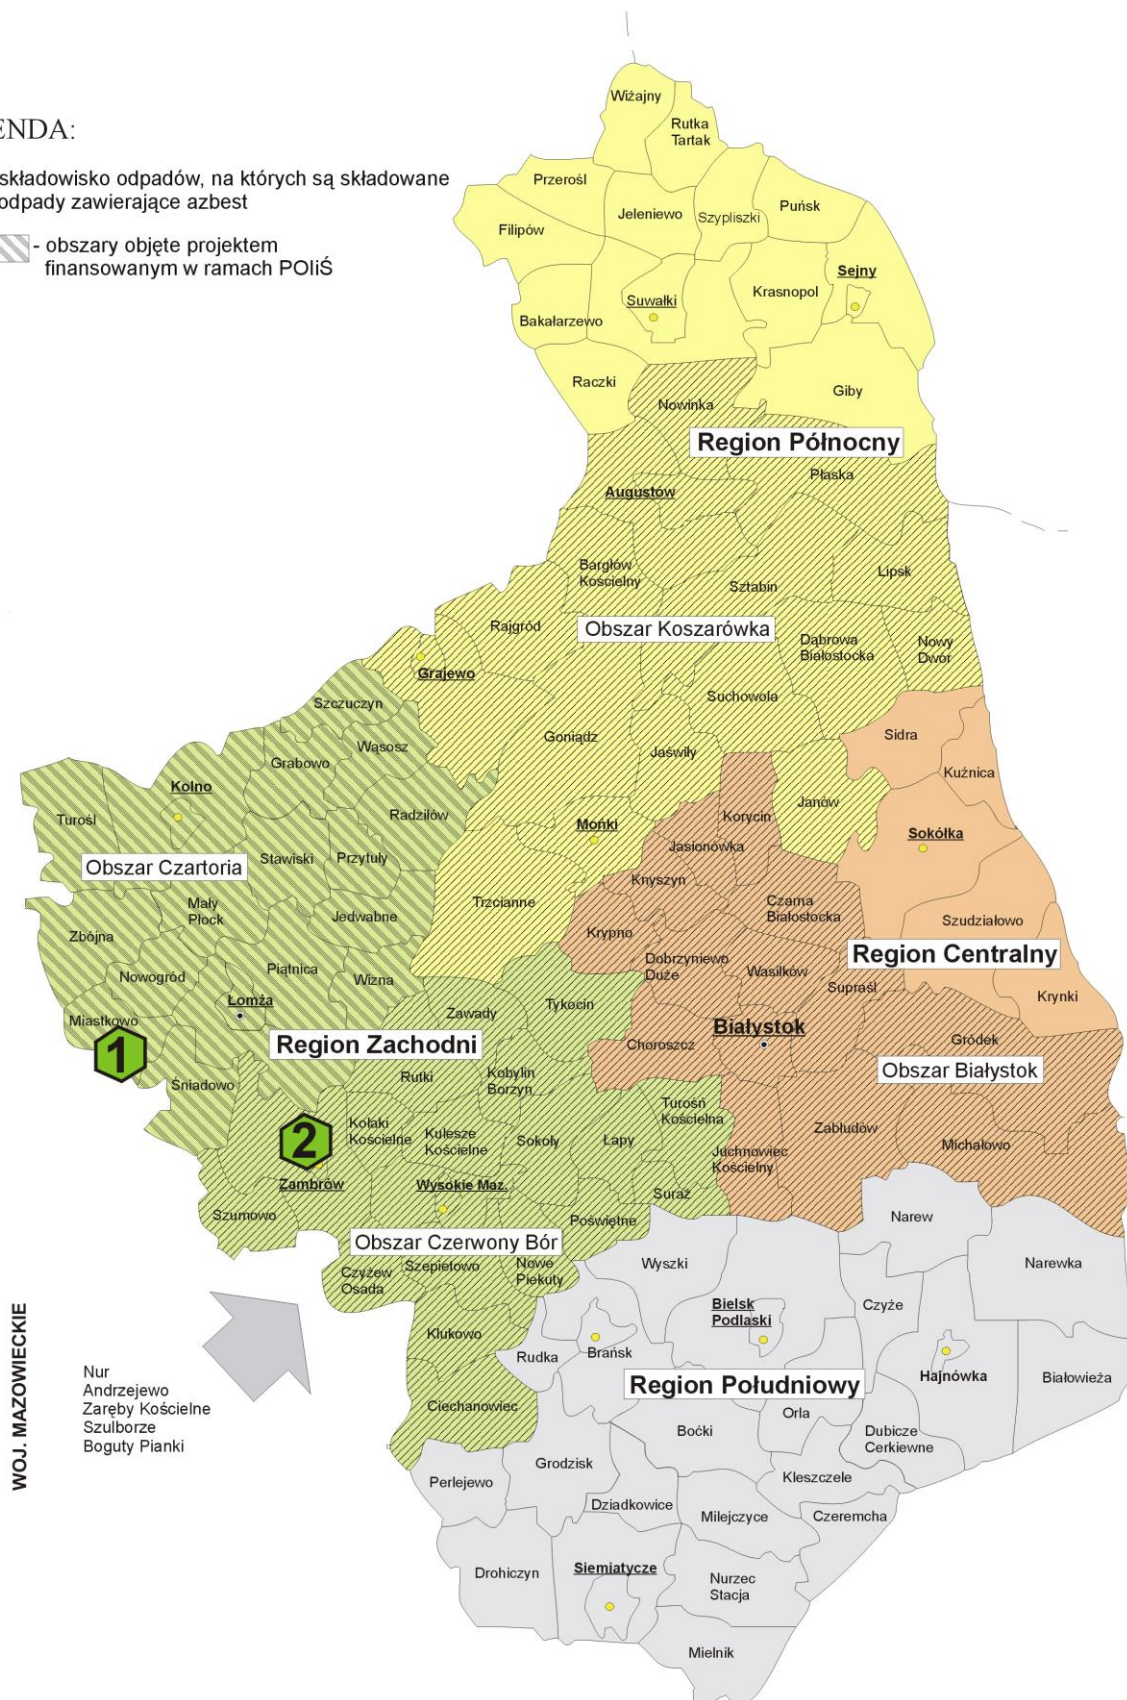 ENDA:
składowisko odpadów, na których są składowane
odpady zawierające azbest
- obszary objęte projektem
finansowanym w ramach POIiŚ
Wiżajny
Rutka
Tartak
Przerośl
Jeleniewo
Szypliszki
Puńsk
Filipów
Sejny
Suwałki
Krasnopol
Bakałarzewo
Raczki
Giby
Nowinka
Region Północny
Płaska
Augustów
Bargłów
Kościelny
Sztabin
Lipsk
Rajgród
Obszar Koszarówka
Dąbrowa
Białostocka
Nowy
Dwór
Grajewo
Szczuczyn
Suchowola
Wąsosz
Goniądz
Jaświły
Sidra
Grabowo
Kuźnica
Kolno
Turośl
Radziłów
Janów
Korycin
Mońki
Sokółka
Stawiski
Przytuły
Jasionówka
Obszar Czartoria
Knyszyn
Mały
Płock
Trzcianne
Czarna
Białostocka
Jedwabne
Szudziałowo
Zbójna
Krypno
Region Centralny
Nowogród
Piątnica
Wizna
Dobrzyniewo
Duże
Wasilków
Supraśl
Krynki
Łomża
Tykocin
Zawady
Miastkowo
Białystok
1
Region Zachodni
Choroszcz
Gródek
Śniadowo
Rutki
Kobylin
Borzyn
Obszar Białystok
Turośń
Kościelna
2
Kołaki
Kościelne
Kulesze
Kościelne
Sokoły
Łapy
Zabłudów
Michałowo
Juchnowiec
Kościelny
Zambrów
Wysokie Maz.
Suraż
Szumowo
Poświętne
Narew
Obszar Czerwony Bór
Wyszki
Narewka
Czyżew
Osada
Szepietowo
Nowe
Piekuty
Bielsk
Podlaski
Czyże
Klukowo
Rudka
Brańsk
Hajnówka
Białowieża
WOJ. MAZOWIECKIE
Nur
Andrzejewo
Zaręby Kościelne
Szulborze
Boguty Pianki
Region Południowy
Ciechanowiec
Orla
Boćki
Dubicze
Cerkiewne
Grodzisk
Perlejewo
Kleszczele
Dziadkowice
Milejczyce
Czeremcha
Drohiczyn
Siemiatycze
Nurzec
Stacja
Mielnik